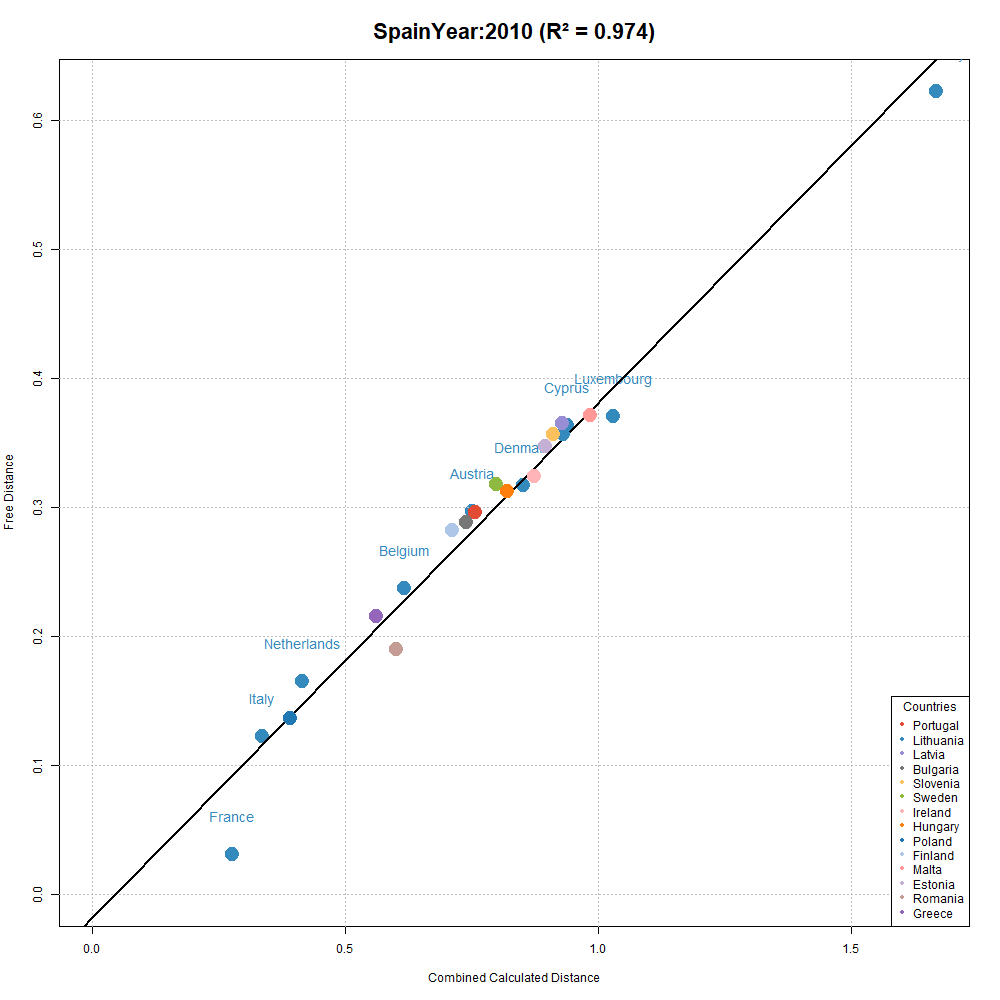 SpainYear:2010 (R² = 0.974)
0.6
0.5
0.4
0.3
0.2
0.1
0.0
Free Distance
Luxembourg
Cyprus
Denma
Austria
Belgium
Netherlands
Italy
France
Countries
Portugal
Lithuania
Latvia
Bulgaria
Slovenia
Sweden
Ireland
Hungary
Poland
Finland
Malta
Estonia
Romania
Greece
0.0 0.5 1.0 1.5
Combined Calculated Distance